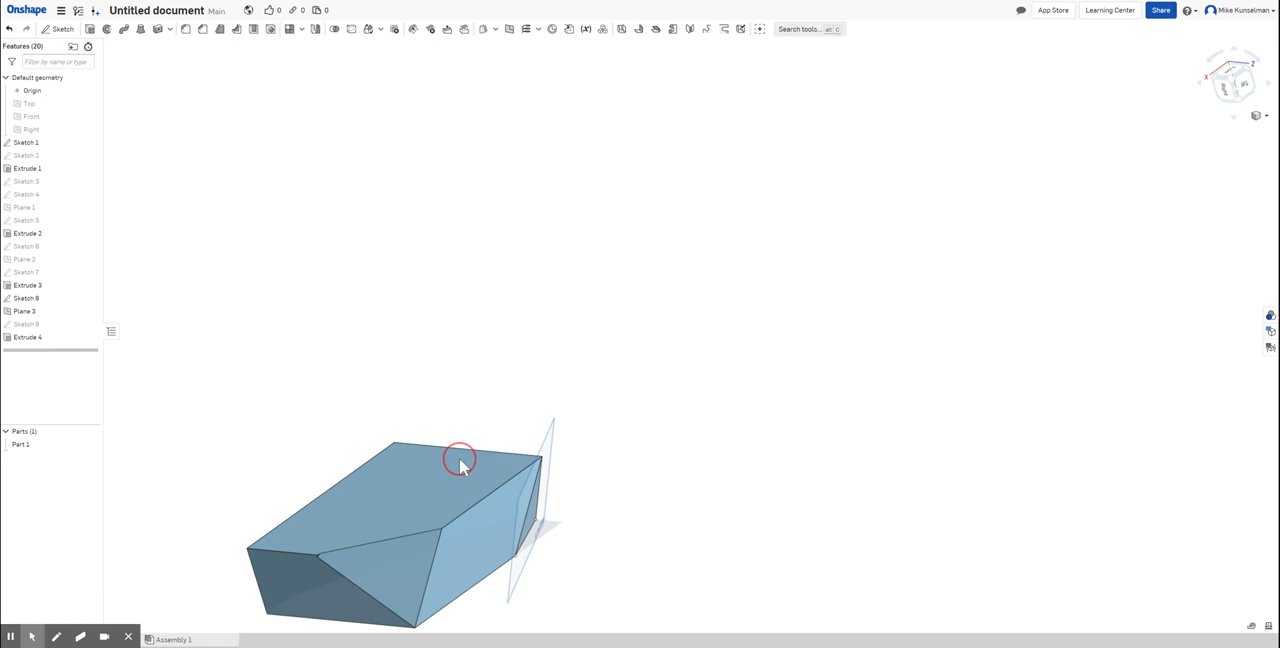 Onshape Untitled document Main 0 0 0 App Store Learning Center Share Mike Kunselman
Sketch Search tools... alt C
Features (20)
Filter by name or type
Default geometry
Origin
Top
Front
Right
Sketch 1
Sketch 2
Extrude 1
Sketch 3
Sketch 4
Plane 1
Sketch 5
Extrude 2
Sketch 6
Plane 2
Sketch 7
Extrude 3
Sketch 8
Plane 3
Sketch 9
Extrude 4
Parts (1)
Part 1
X Z
Right Top
Assembly 1